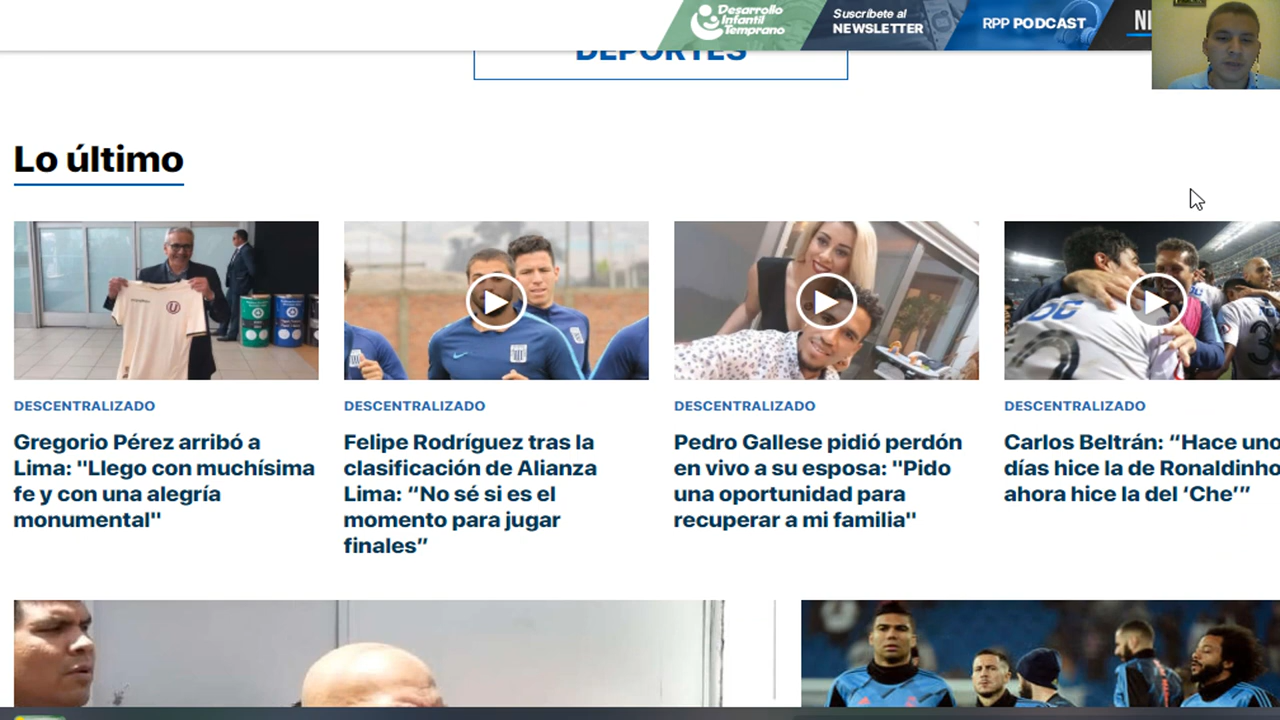 Desarrollo
Infantil
Temprano
Suscríbete al
NEWSLETTER
RPP PODCAST
DEPORTES
Lo último
DESCENTRALIZADO
Gregorio Pérez arribó a
Lima: "Llego con muchísima
fe y con una alegría
monumental"
DESCENTRALIZADO
Felipe Rodríguez tras la
clasificación de Alianza
Lima: “No sé si es el
momento para jugar
finales”
DESCENTRALIZADO
Pedro Gallese pidió perdón
en vivo a su esposa: "Pido
una oportunidad para
recuperar a mi familia"
DESCENTRALIZADO
Carlos Beltrán: “Hace uno
días hice la de Ronaldinho
ahora hice la del ‘Che’”